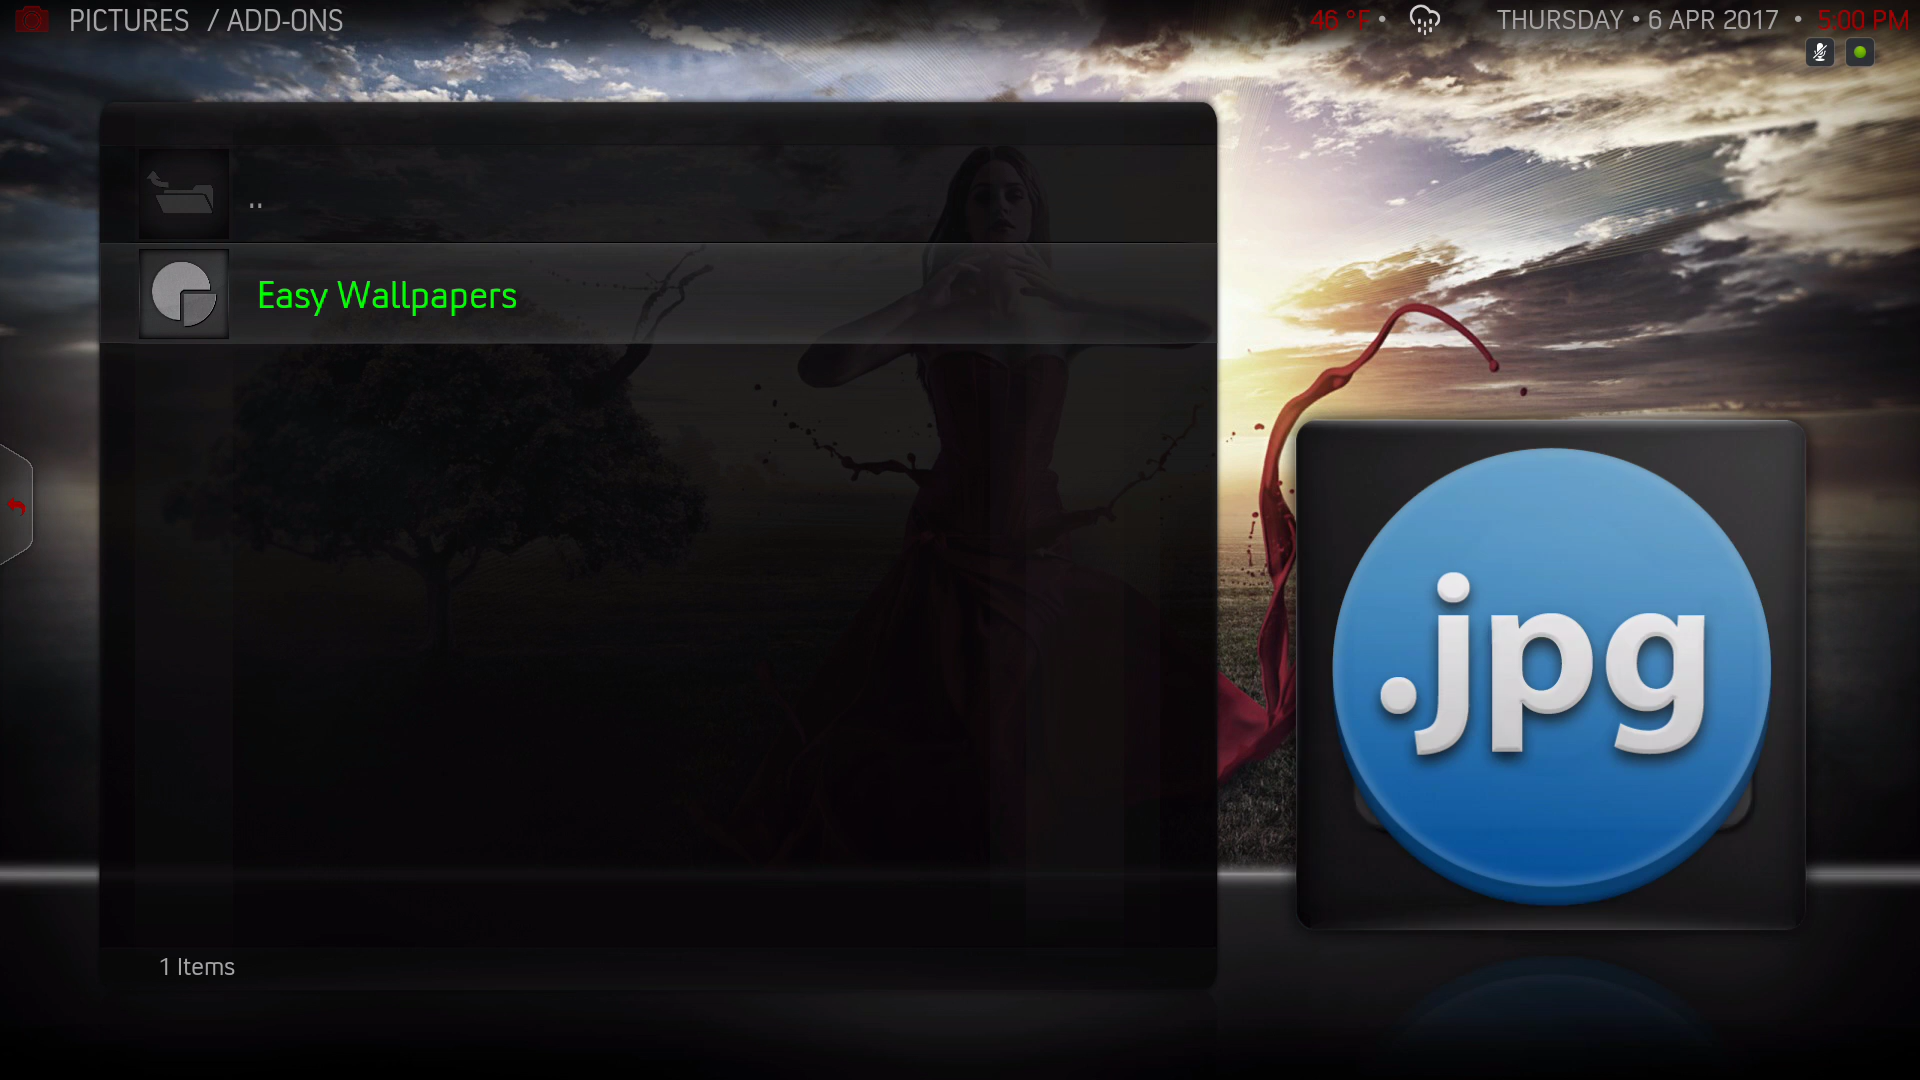 PICTURES / ADD-ONS
46 °F • THURSDAY • 6 APR 2017 • 5:00 PM
..
Easy Wallpapers
.jpg
1 Items